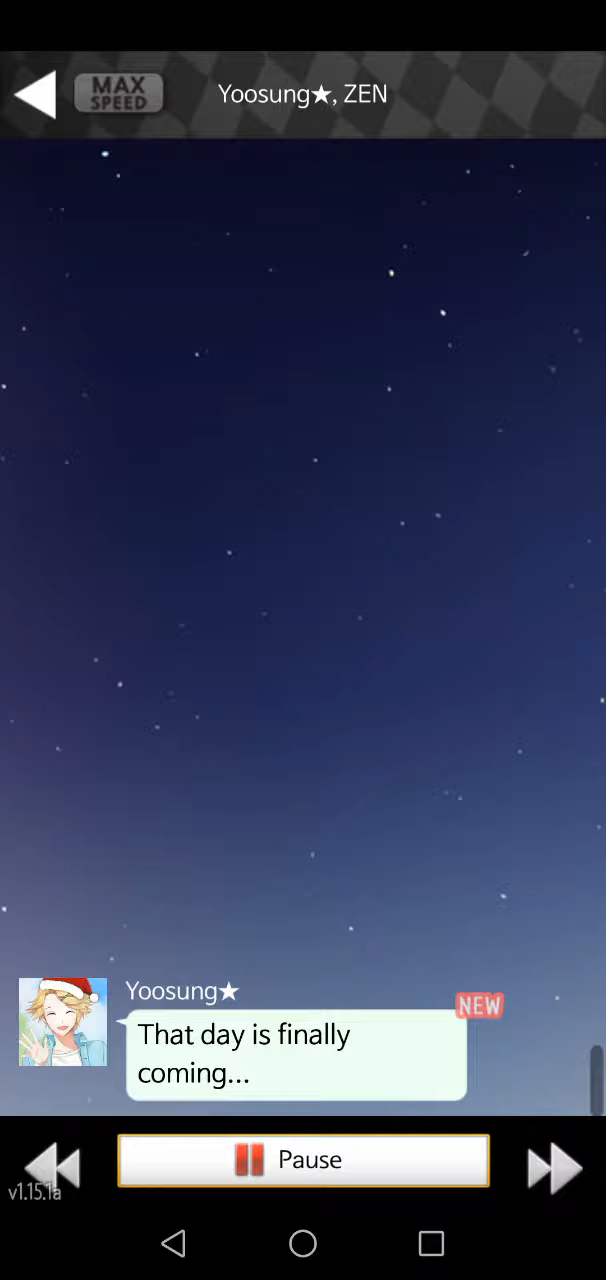 MAX
SPEED
Yoosung★, ZEN
Yoosung★
NEW
That day is finally
coming...
Pause
v1.15.1a